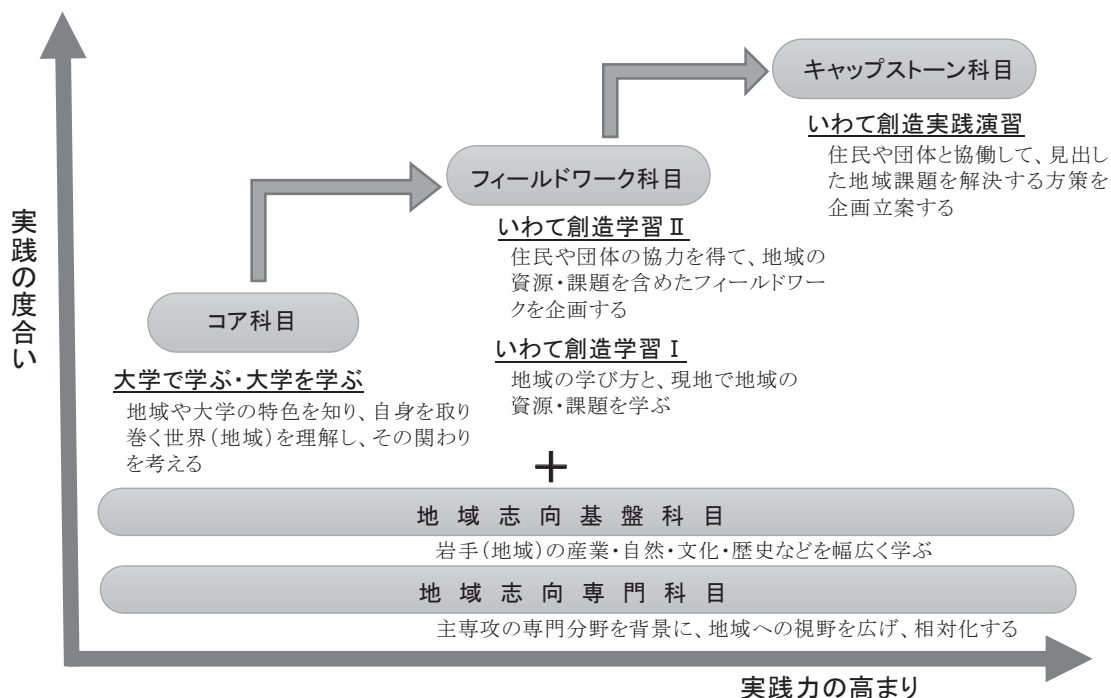 実践の度合い
キャップストーン科目
いわて創造実践演習
住民や団体と協働して、見出し
た地域課題を解決する方策を
企画立案する
フィールドワーク科目
いわて創造学習Ⅱ
住民や団体の協力を得て、地域の
資源・課題を含めたフィールドワー
クを企画する
いわて創造学習Ⅰ
地域の学び方と、現地で地域の
資源・課題を学ぶ
コア科目
大学で学ぶ・大学を学ぶ
地域や大学の特色を知り、自身を取り
巻く世界(地域)を理解し、その関わり
を考える
+
地域志向基盤科目
岩手(地域)の産業・自然・文化・歴史などを幅広く学ぶ
地域志向専門科目
主専攻の専門分野を背景に、地域への視野を広げ、相対化する
実践力の高まり